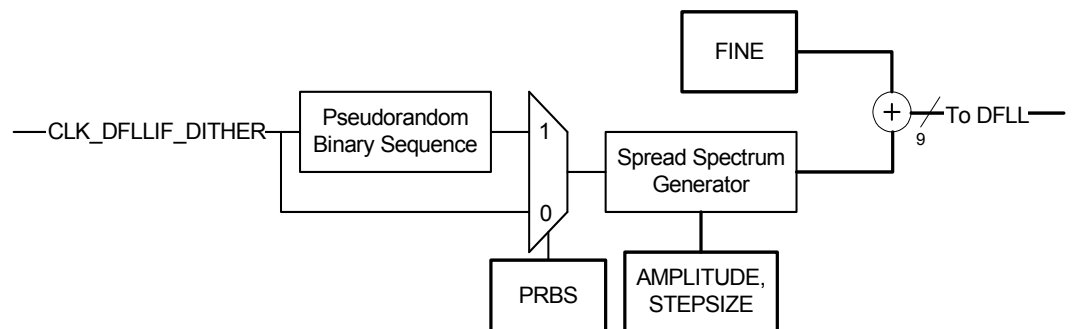 FINE
CLK_DFLLIF_DITHER
Pseudorandom
Binary Sequence
1
0
Spread Spectrum
Generator
+
To DFLL
9
PRBS
AMPLITUDE,
STEPSIZE